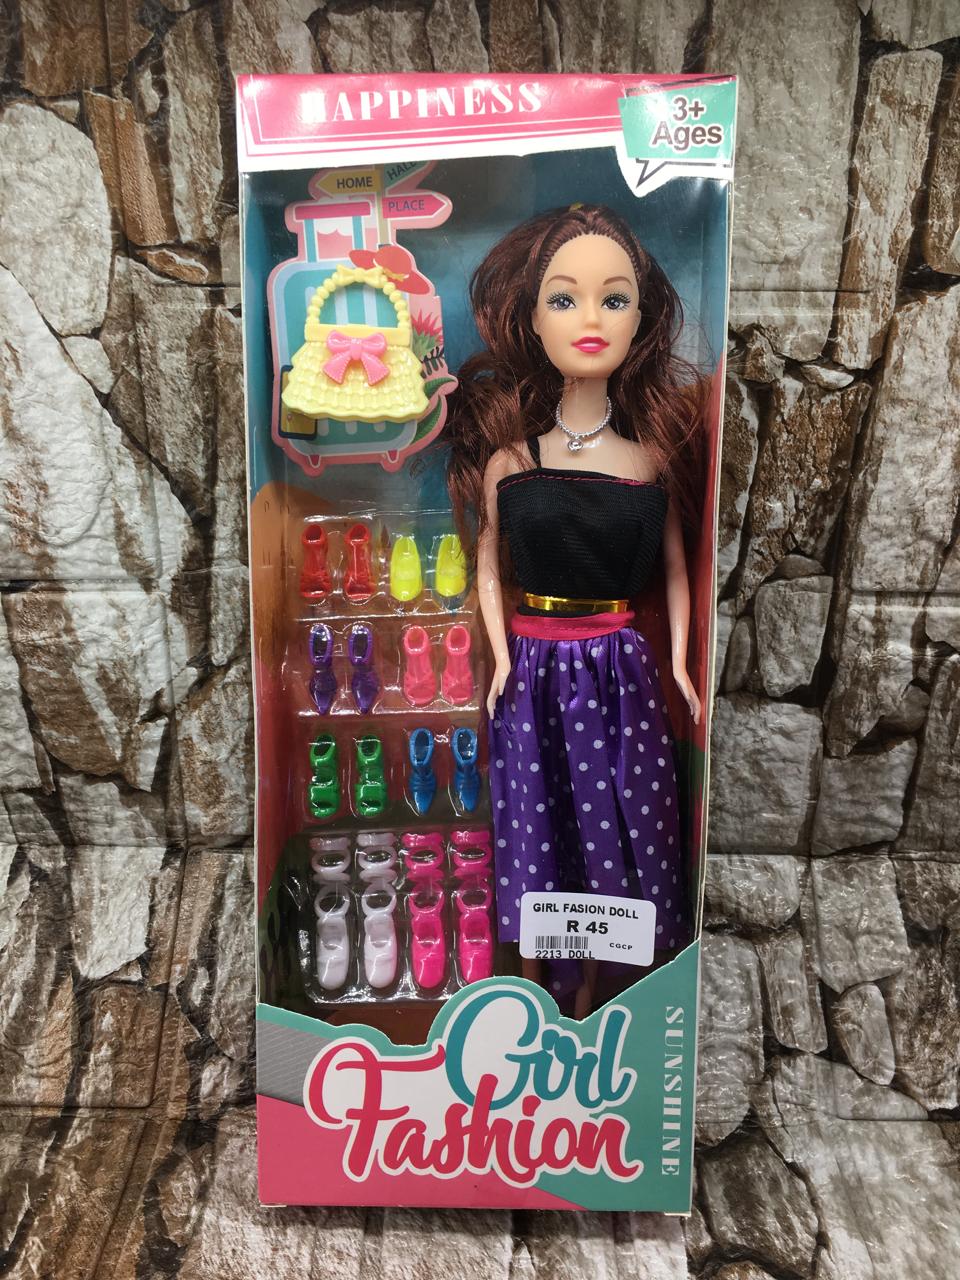 HAPPINESS
3+
Ages
HOME
HALL
PLACE
GIRL FASION DOLL
R 45
CGCP
2213 DOLL
Girl
Fashion
SUNSHINE